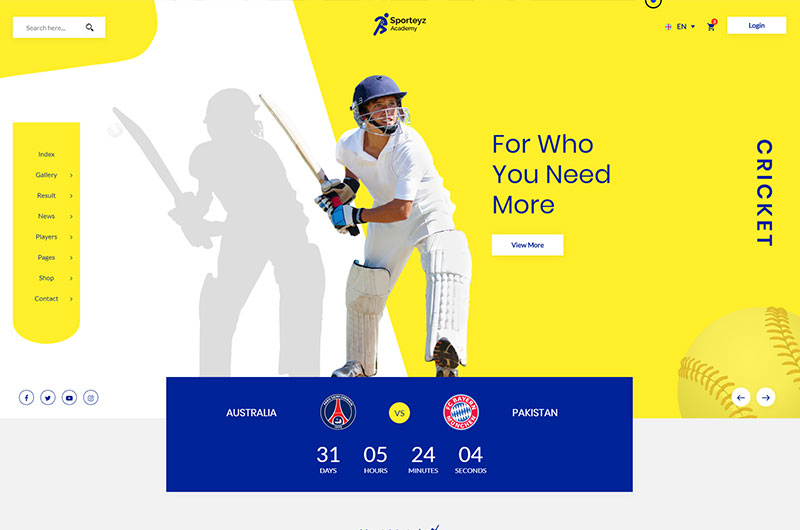 Search here...
Sporteyz
Academy
EN
Login
Index
Gallery
Result
News
Players
Pages
Shop
Contact
For Who
You Need
More
View More
CRICKET
AUSTRALIA
VS
PAKISTAN
31 05 24 04
DAYS HOURS MINUTES SECONDS